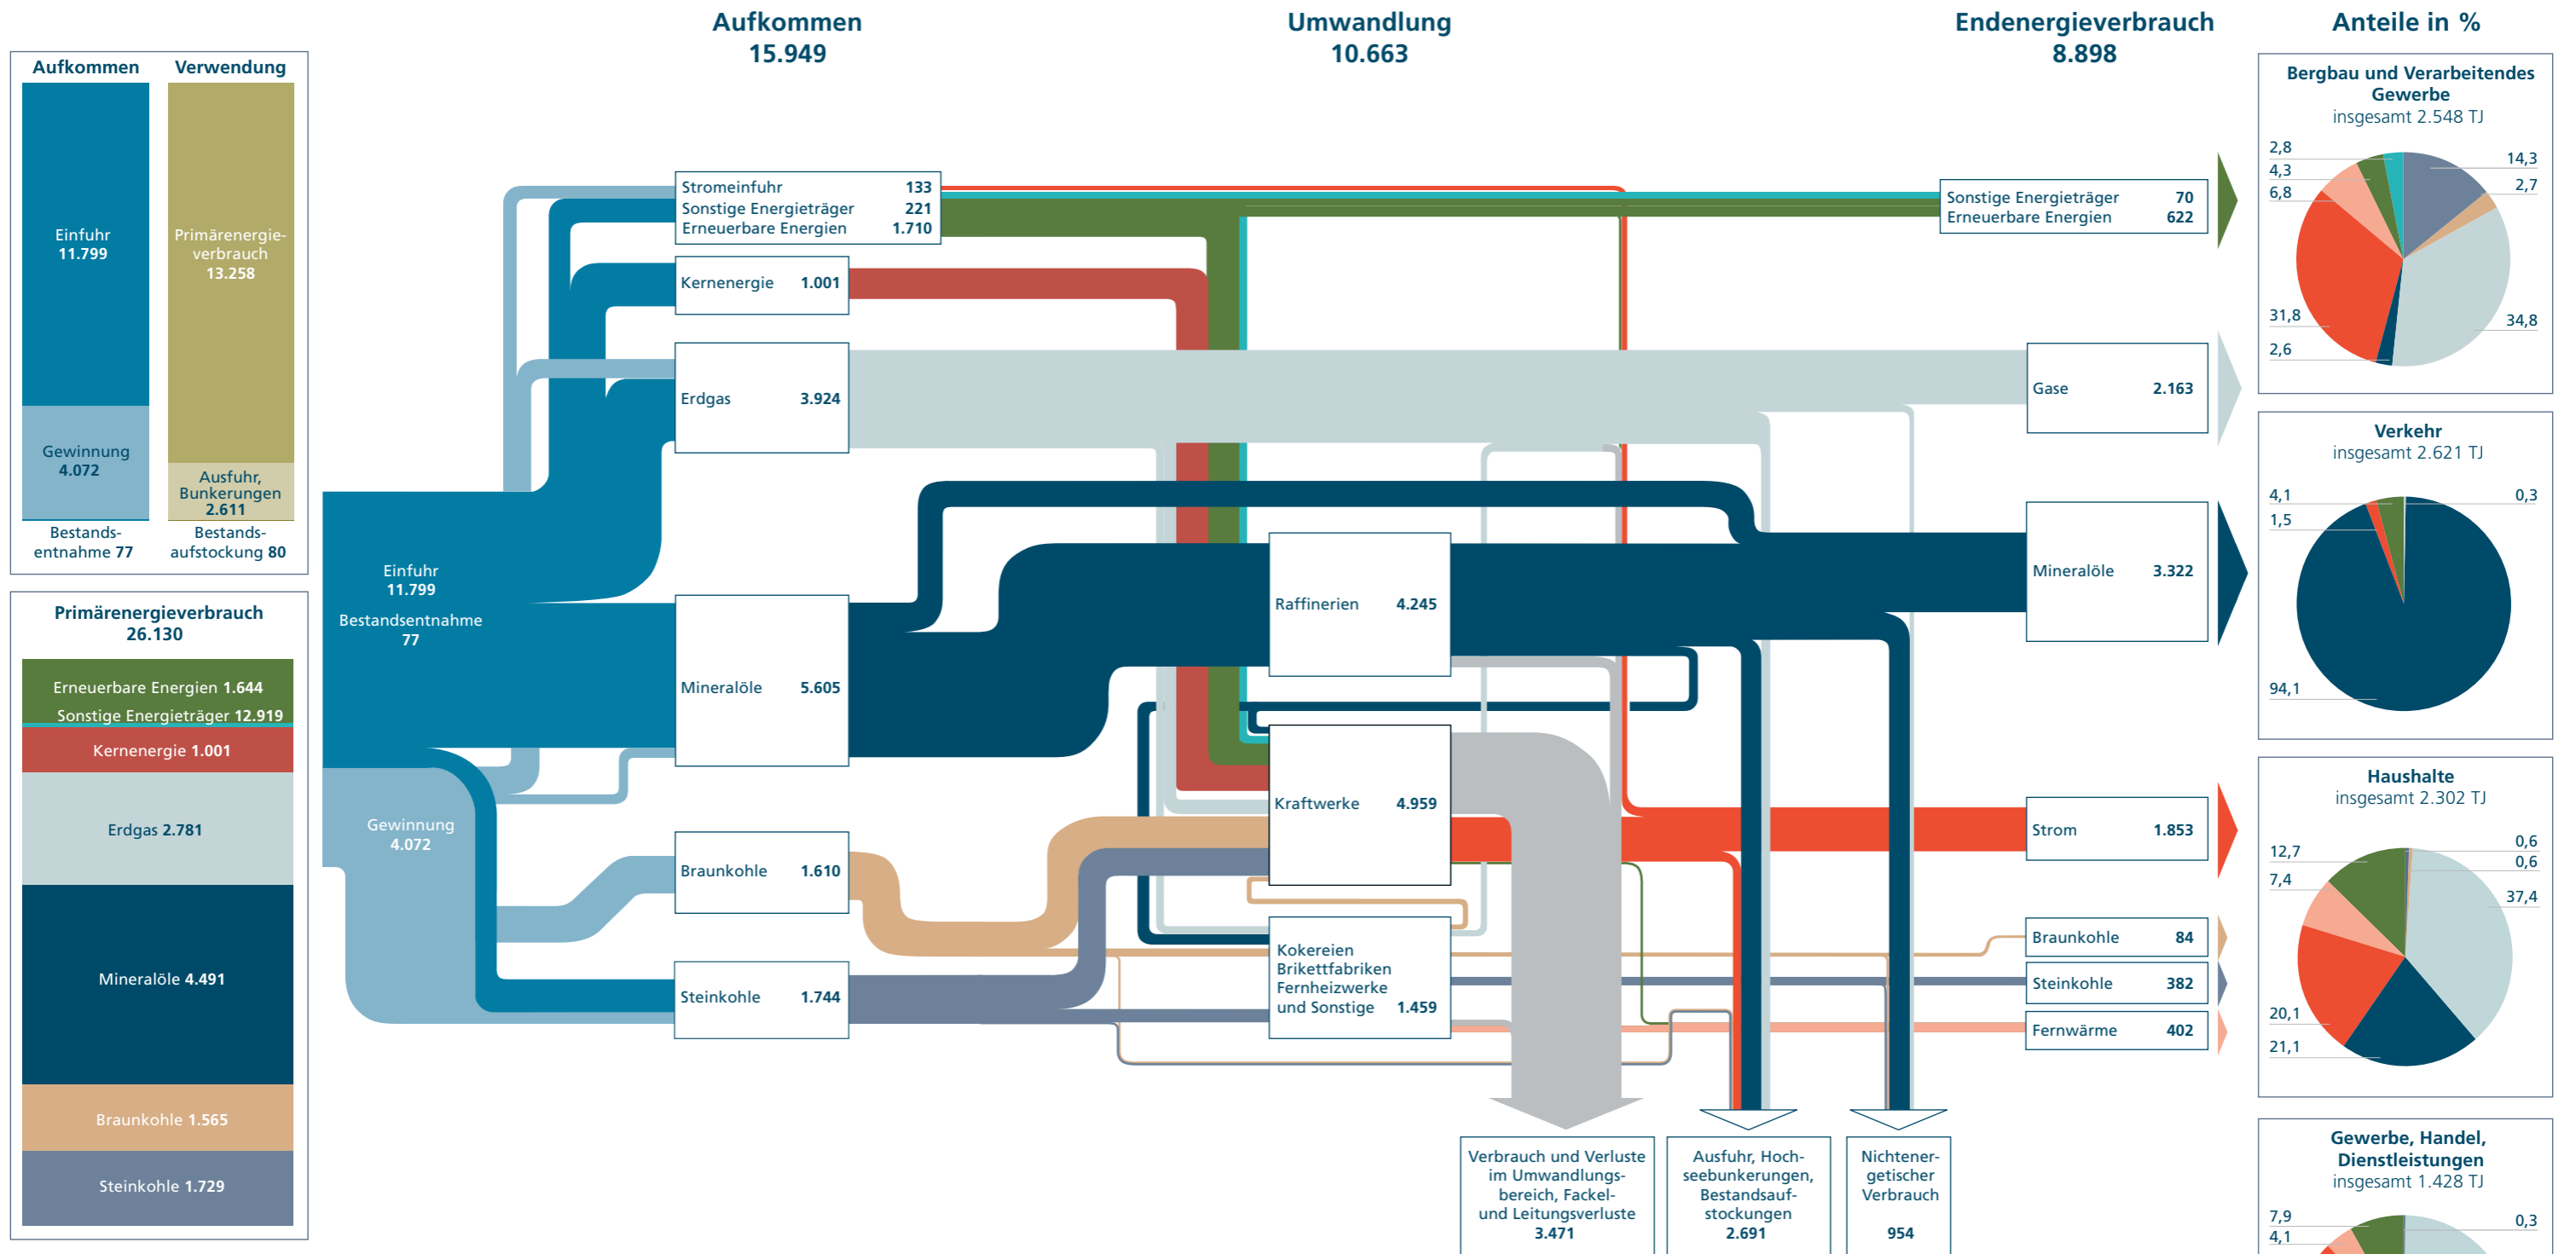 Aufkommen
15.949
Umwandlung
10.663
Endenergieverbrauch
8.898
Anteile in %
Aufkommen
Verwendung
Einfuhr
11.799
Primärenergie-
verbrauch
13.258
Gewinnung
4.072
Ausfuhr,
Bunkerungen
2.611
Bestands-
entnahme 77
Bestands-
aufstockung 80
Primärenergieverbrauch
26.130
Erneuerbare Energien 1.644
Sonstige Energieträger 12.919
Kernenergie 1.001
Erdgas 2.781
Mineralöle 4.491
Braunkohle 1.565
Steinkohle 1.729
Einfuhr
11.799
Bestandsentnahme
77
Gewinnung
4.072
Stromeinfuhr 133
Sonstige Energieträger 221
Erneuerbare Energien 1.710
Kernenergie 1.001
Erdgas 3.924
Mineralöle 5.605
Braunkohle 1.610
Steinkohle 1.744
Raffinerien 4.245
Kraftwerke 4.959
Kokereien
Brikettfabriken
Fernheizwerke
und Sonstige 1.459
Verbrauch und Verluste
im Umwandlungs-
bereich, Fackel-
und Leitungsverluste
3.471
Ausfuhr, Hoch-
seebunkerungen,
Bestandsauf-
stockungen
2.691
Nichtener-
getischer
Verbrauch
954
Sonstige Energieträger 70
Erneuerbare Energien 622
Gase 2.163
Mineralöle 3.322
Strom 1.853
Braunkohle 84
Steinkohle 382
Fernwärme 402
Bergbau und Verarbeitendes
Gewerbe
insgesamt 2.548 TJ
2,8
4,3
6,8
31,8
2,6
14,3
2,7
34,8
Verkehr
insgesamt 2.621 TJ
4,1
1,5
94,1
0,3
Haushalte
insgesamt 2.302 TJ
12,7
7,4
20,1
21,1
0,6
0,6
37,4
Gewerbe, Handel,
Dienstleistungen
insgesamt 1.428 TJ
7,9
4,1
0,3